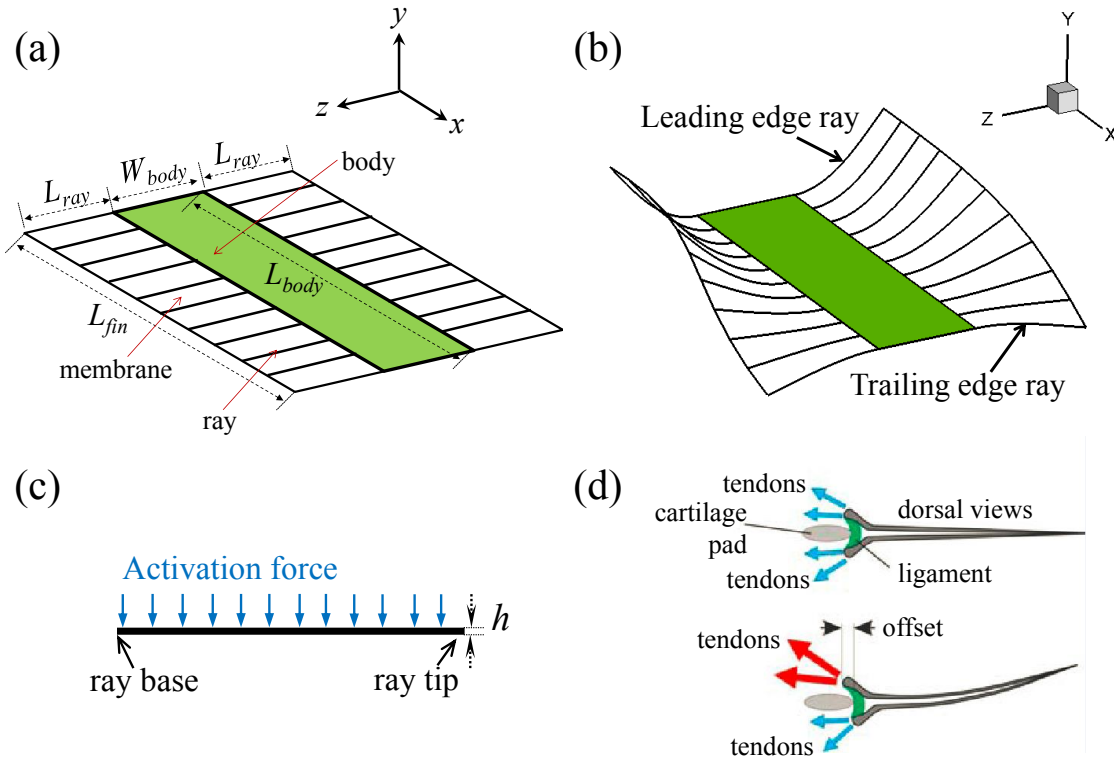 (a)
y
z
x
L_ray
W_body
L_ray
body
L_body
L_fin
membrane
ray
(b)
Y
Z
X
Leading edge ray
Trailing edge ray
(c)
Activation force
h
ray base
ray tip
(d)
tendons
dorsal views
cartilage
pad
ligament
tendons
offset
tendons
tendons